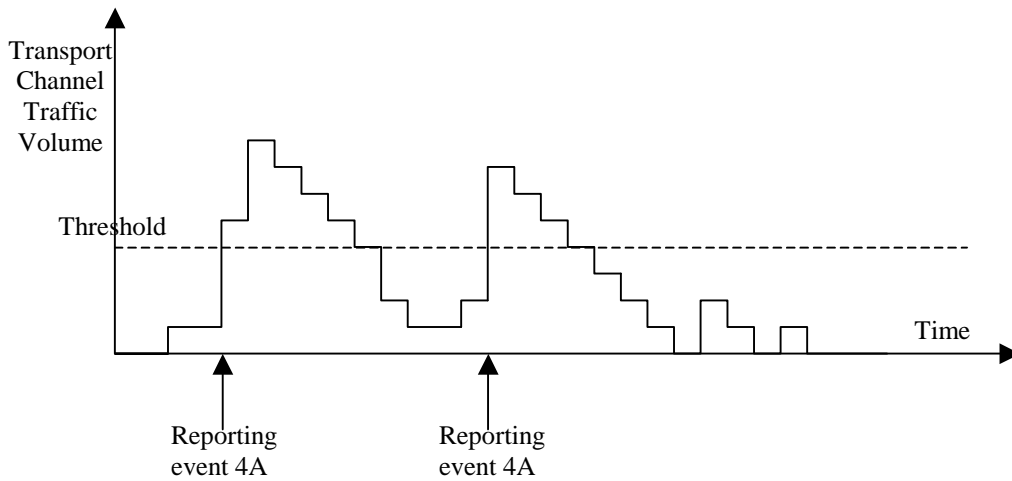 Transport
Channel
Traffic
Volume
Threshold
Time
Reporting
event 4A
Reporting
event 4A